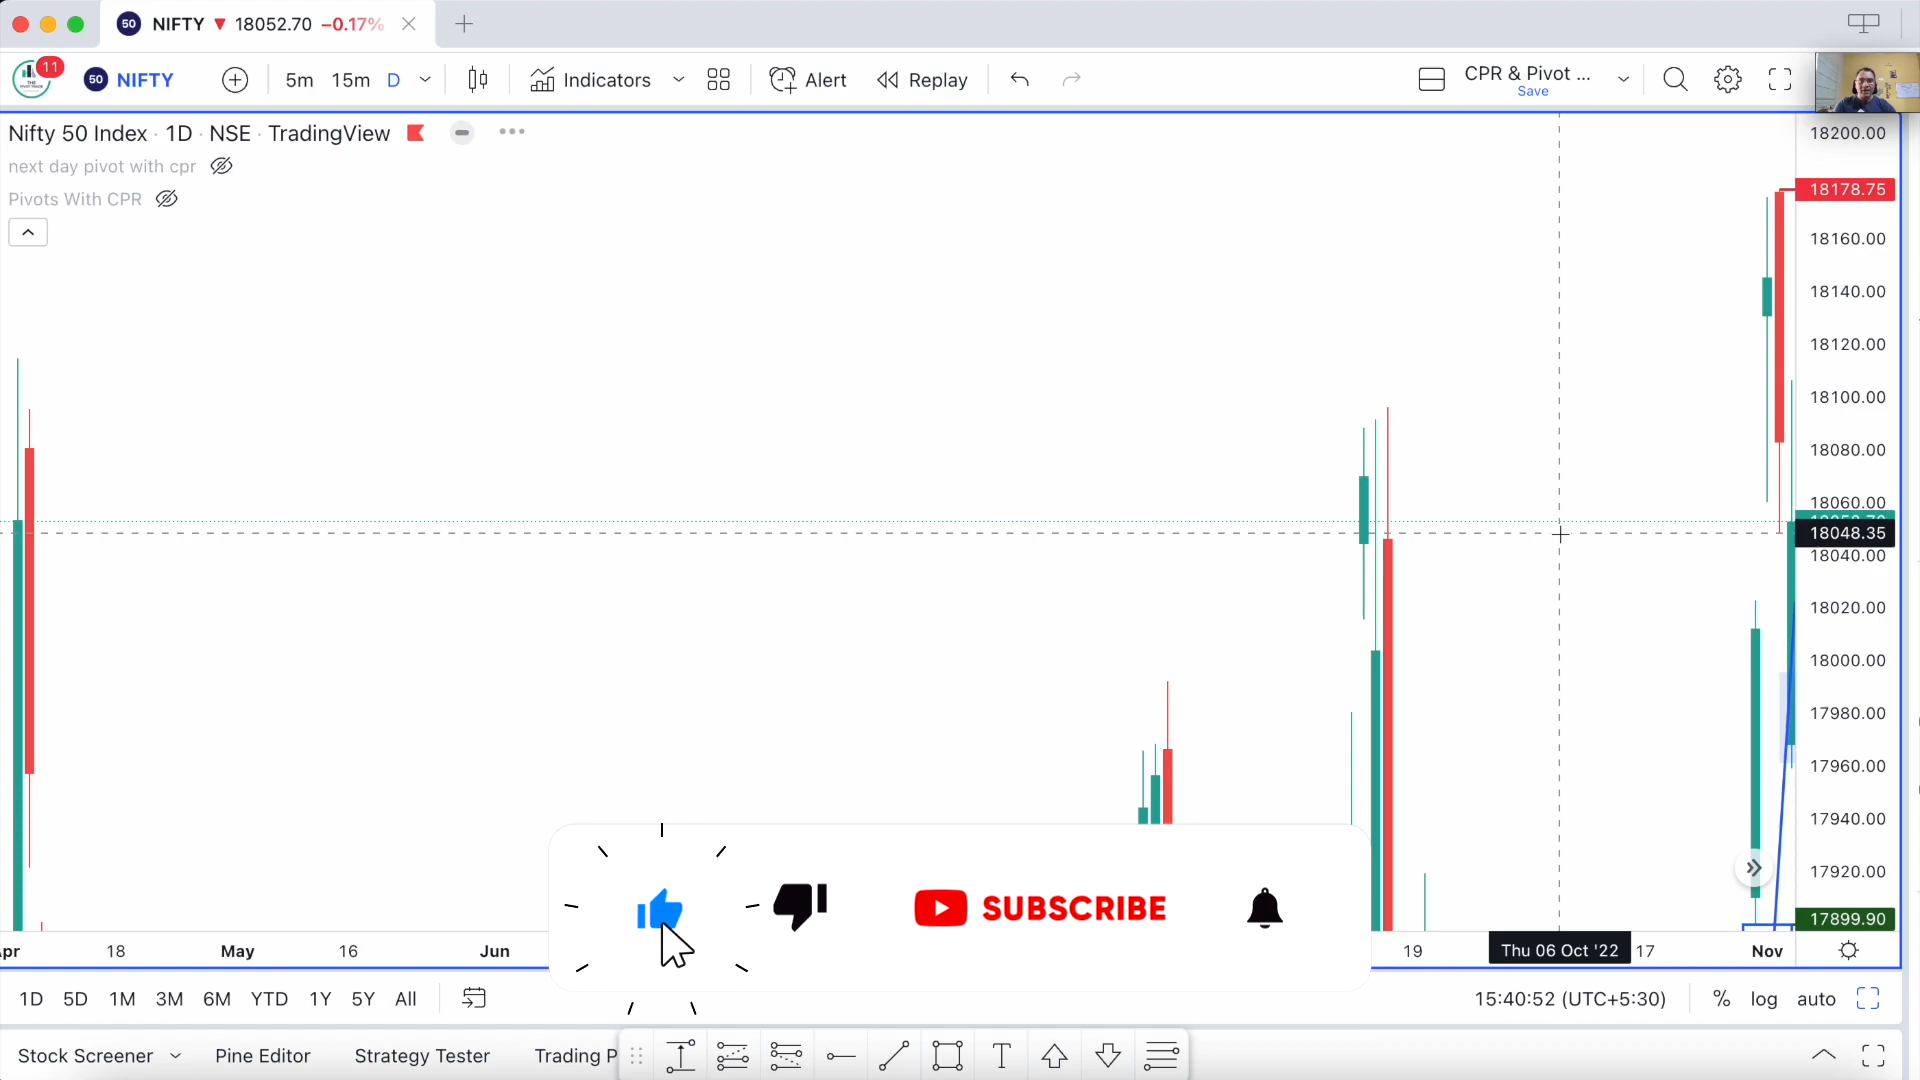 50 NIFTY ▼ 18052.70 −0.17%
11 50 NIFTY 5m 15m D Indicators Alert Replay CPR & Pivot ...
Save
Nifty 50 Index · 1D · NSE · TradingView
next day pivot with cpr
Pivots With CPR
18200.00
18178.75
18160.00
18140.00
18120.00
18100.00
18080.00
18060.00
18048.35
18040.00
18020.00
18000.00
17980.00
17960.00
17940.00
17920.00
17899.90
SUBSCRIBE
pr 18 May 16 Jun 19 Thu 06 Oct '22 17 Nov
1D 5D 1M 3M 6M YTD 1Y 5Y All 15:40:52 (UTC+5:30) % log auto
Stock Screener Pine Editor Strategy Tester Trading P T